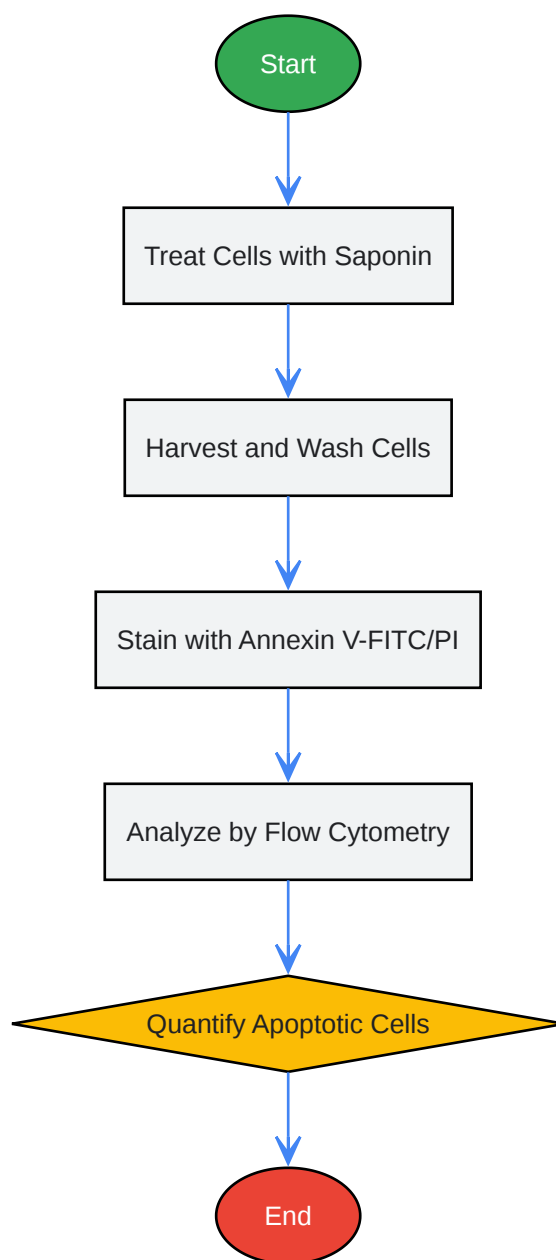 Start
Treat Cells with Saponin
Harvest and Wash Cells
Stain with Annexin V-FITC/PI
Analyze by Flow Cytometry
Quantify Apoptotic Cells
End